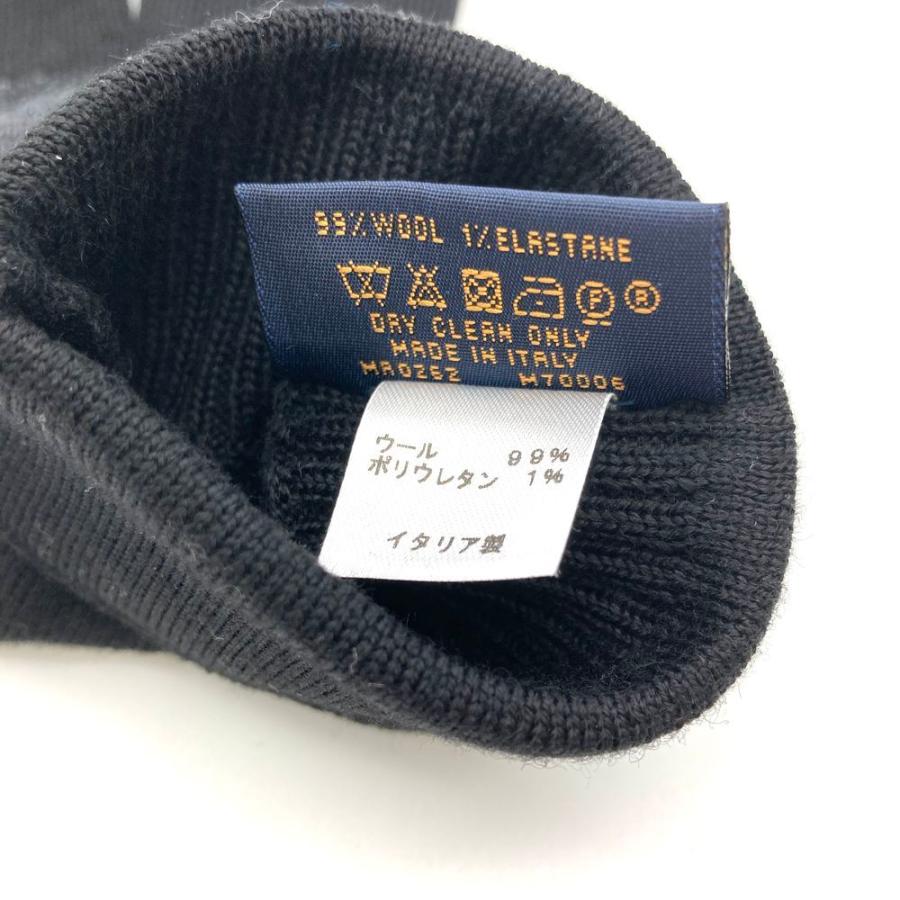 99% WOOL 1% ELASTANE
P R
DRY CLEAN ONLY
MADE IN ITALY
MA0262 M70006
ウール 99%
ポリウレタン 1%
イタリア製